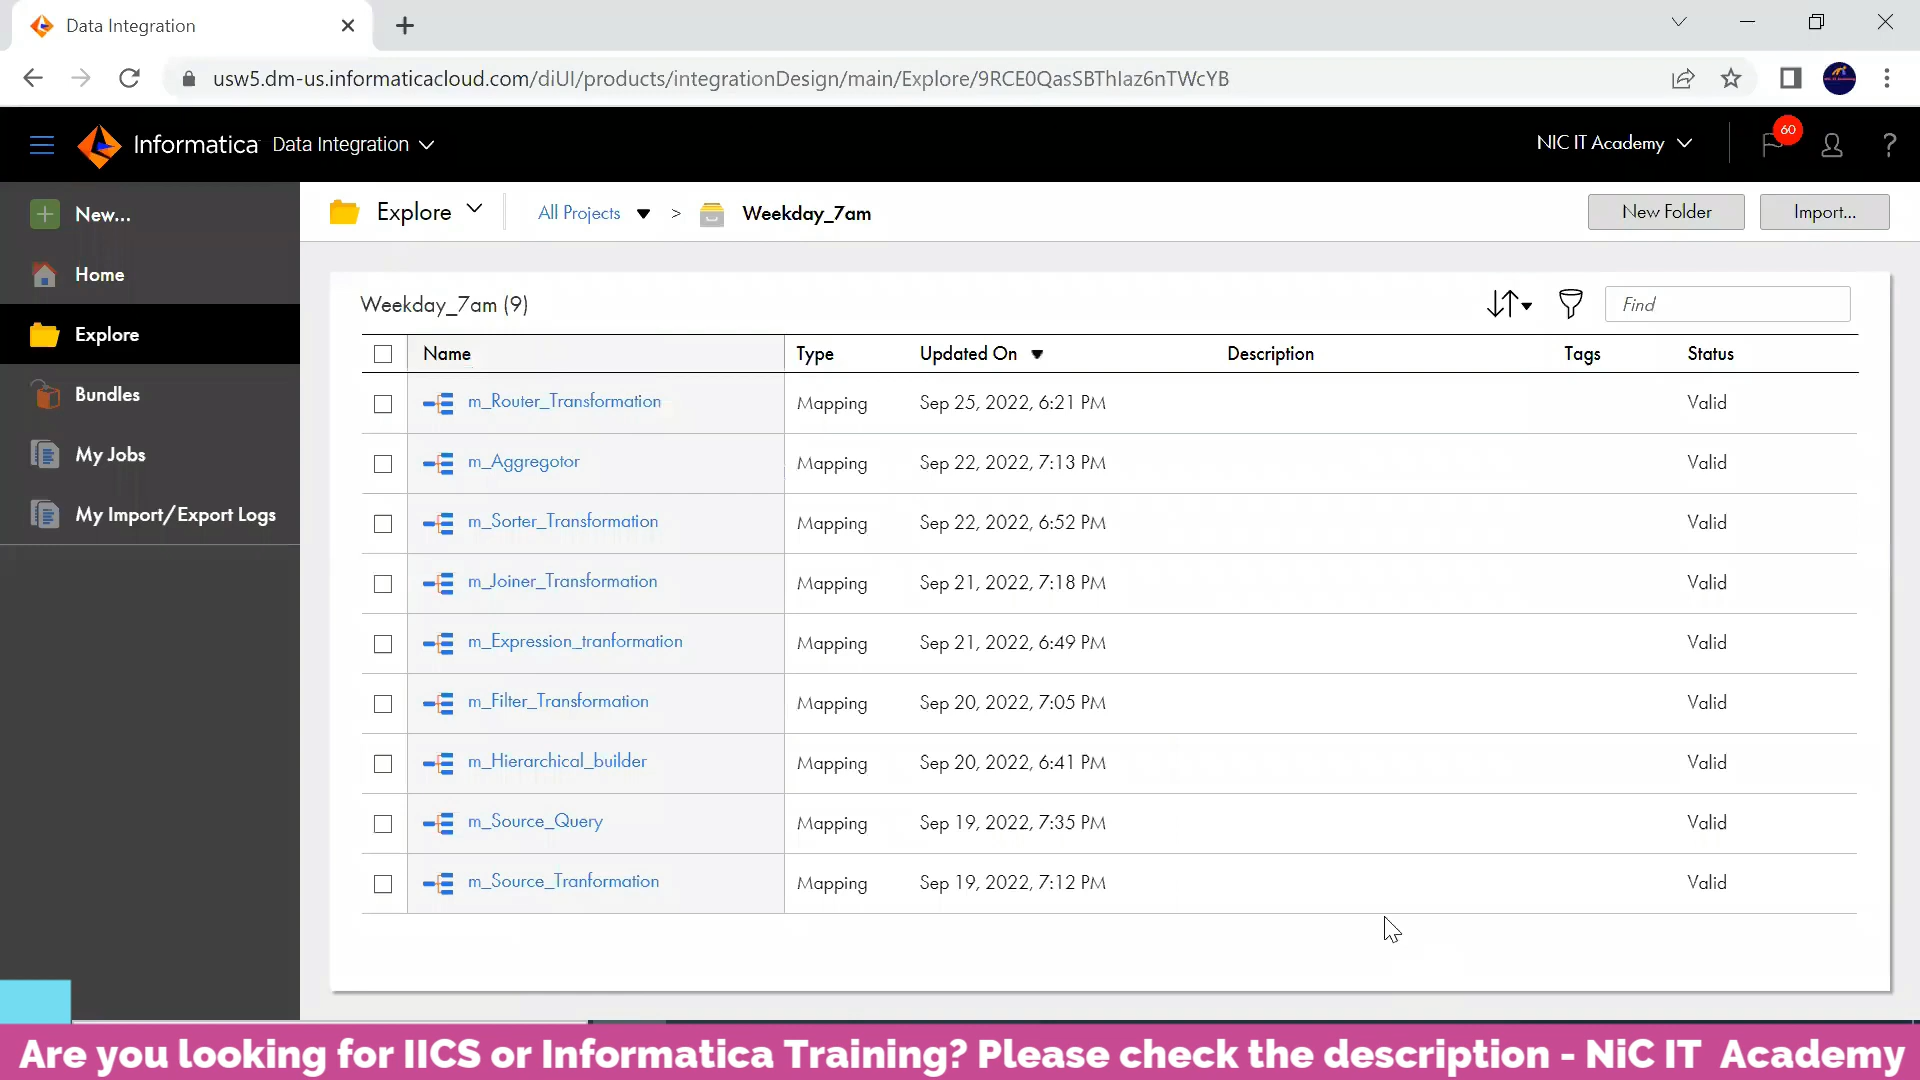 Data Integration
usw5.dm-us.informaticacloud.com/diUI/products/integrationDesign/main/Explore/9RCE0QasSBThIaz6nTWcYB
Informatica Data Integration
NIC IT Academy
60
?
New...
Home
Explore
Bundles
My Jobs
My Import/Export Logs
Explore
All Projects > Weekday_7am
New Folder
Import...
Weekday_7am (9)
Find
Name Type Updated On Description Tags Status
m_Router_Transformation Mapping Sep 25, 2022, 6:21 PM Valid
m_Aggregotor Mapping Sep 22, 2022, 7:13 PM Valid
m_Sorter_Transformation Mapping Sep 22, 2022, 6:52 PM Valid
m_Joiner_Transformation Mapping Sep 21, 2022, 7:18 PM Valid
m_Expression_tranformation Mapping Sep 21, 2022, 6:49 PM Valid
m_Filter_Transformation Mapping Sep 20, 2022, 7:05 PM Valid
m_Hierarchical_builder Mapping Sep 20, 2022, 6:41 PM Valid
m_Source_Query Mapping Sep 19, 2022, 7:35 PM Valid
m_Source_Tranformation Mapping Sep 19, 2022, 7:12 PM Valid
Are you looking for IICS or Informatica Training? Please check the description - NiC IT Academy